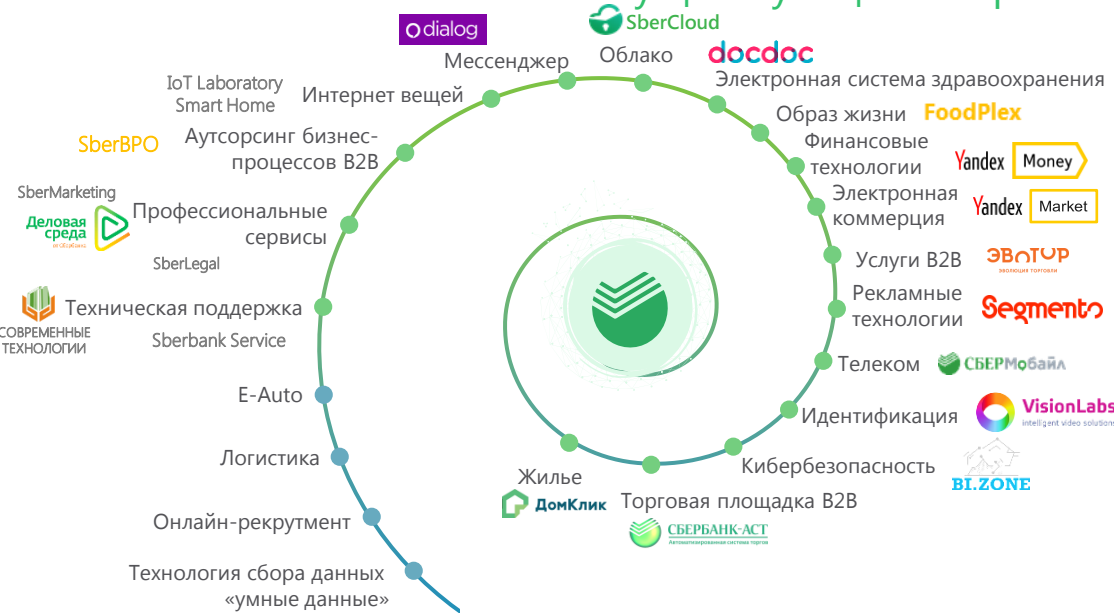 dialog
SberCloud
Мессенджер
Облако
docdoc
IoT Laboratory
Smart Home
Интернет вещей
Электронная система здравоохранения
SberBPO
Аутсорсинг бизнес-
процессов B2B
Образ жизни
FoodPlex
Финансовые
технологии
Yandex Money
SberMarketing
Деловая
среда
Профессиональные
сервисы
SberLegal
Электронная
коммерция
Yandex Market
Услуги B2B
ЭВОТОР
ЭВОЛЮЦИЯ ТОРГОВЛИ
Рекламные
технологии
Segmento
СОВРЕМЕННЫЕ
ТЕХНОЛОГИИ
Техническая поддержка
Sberbank Service
Телеком
СБЕРМобайл
E-Auto
Идентификация
VisionLabs
intelligent video solutions
Логистика
Кибербезопасность
BI.ZONE
Жилье
ДомКлик
Торговая площадка B2B
СБЕРБАНК-АСТ
Автоматизированная система торгов
Онлайн-рекрутмент
Технология сбора данных
«умные данные»